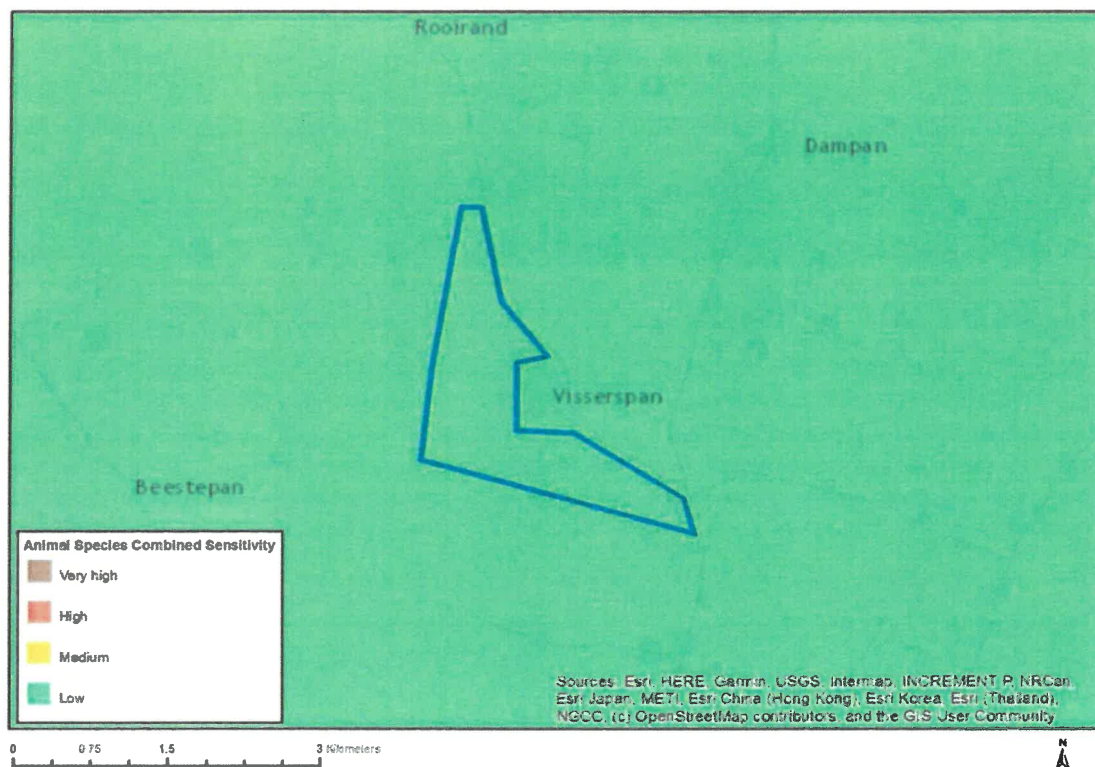 Rooirand
Dampan
Visserspan
Beestepan
Animal Species Combined Sensitivity
Very high
High
Medium
Low
Sources: Esri, HERE, Garmin, USGS, Intermap, INCREMENT P, NRCan,
Esri Japan, METI, Esri China (Hong Kong), Esri Korea, Esri (Thailand),
NGCC, (c) OpenStreetMap contributors, and the GIS User Community
0 0.75 1.5 3 Kilometers
N